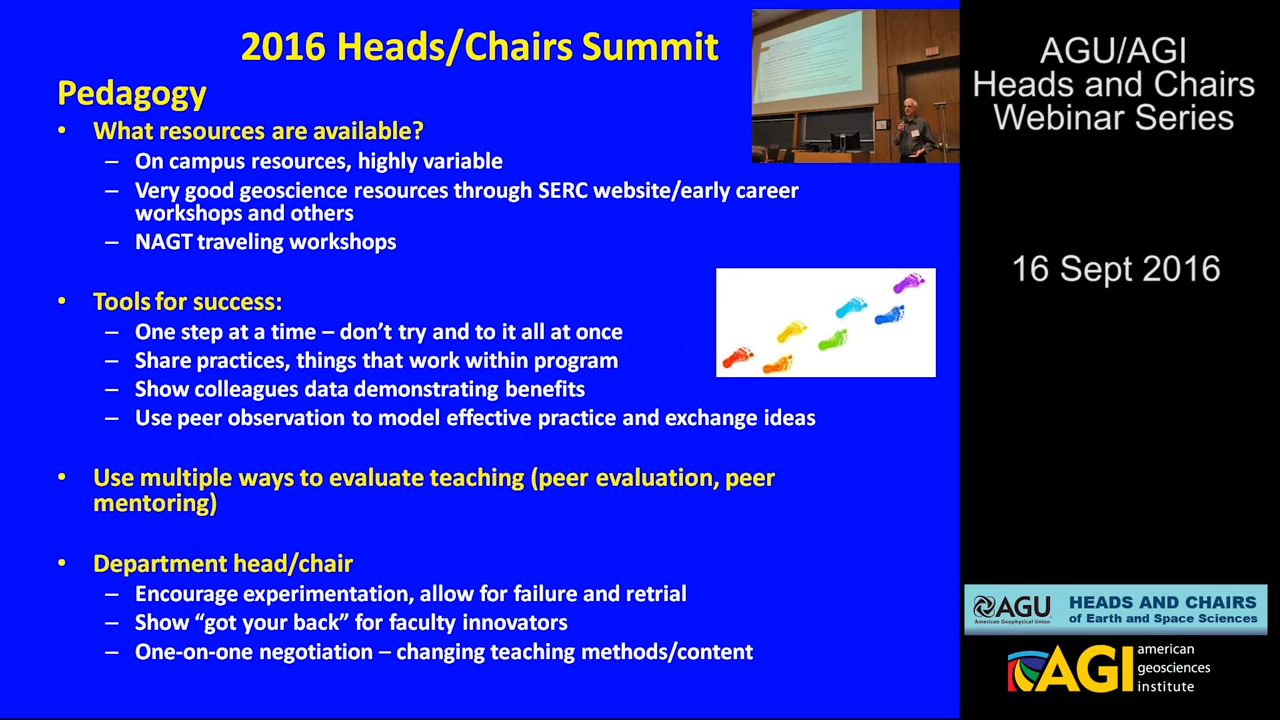 2016 Heads/Chairs Summit
Pedagogy
• What resources are available?
– On campus resources, highly variable
– Very good geoscience resources through SERC website/early career
workshops and others
– NAGT traveling workshops
• Tools for success:
– One step at a time – don’t try and to it all at once
– Share practices, things that work within program
– Show colleagues data demonstrating benefits
– Use peer observation to model effective practice and exchange ideas
• Use multiple ways to evaluate teaching (peer evaluation, peer
mentoring)
• Department head/chair
– Encourage experimentation, allow for failure and retrial
– Show “got your back” for faculty innovators
– One-on-one negotiation – changing teaching methods/content
AGU/AGI
Heads and Chairs
Webinar Series
16 Sept 2016
AGU
American Geophysical Union
HEADS AND CHAIRS
of Earth and Space Sciences
AGI
american
geosciences
institute